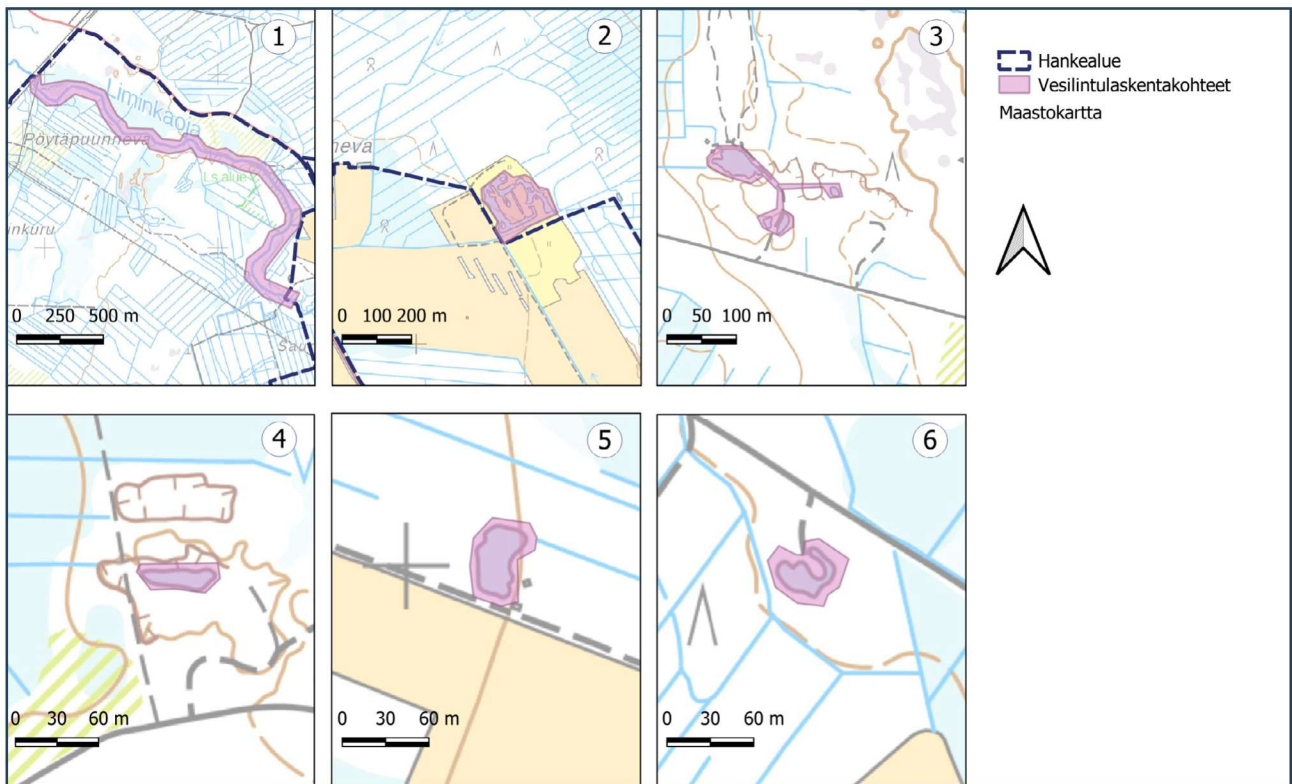 1
Liminkaoja
Pöytäpuunneva
Ls.alue
inkuru
0 250 500 m
Sau
2
neva
0 100 200 m
3
0 50 100 m
Hankealue
Vesilintulaskentakohteet
Maastokartta
4
0 30 60 m
5
0 30 60 m
6
0 30 60 m